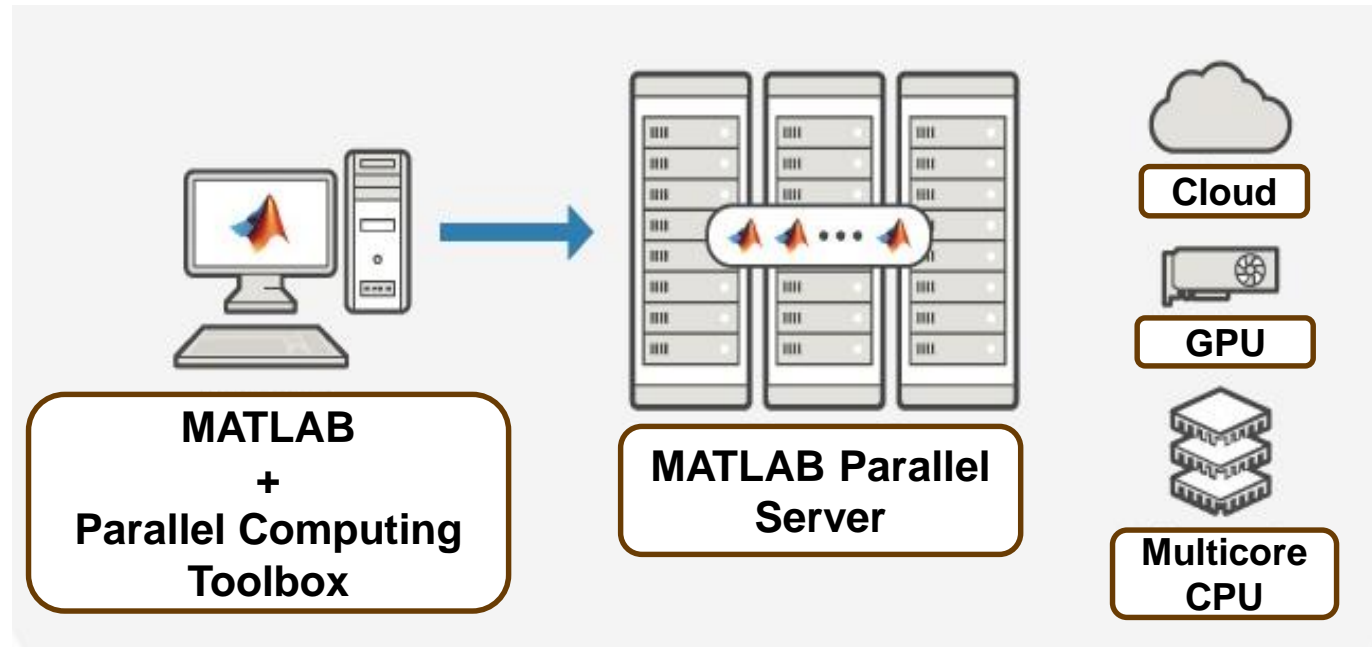 MATLAB
+
Parallel Computing
Toolbox
MATLAB Parallel
Server
Cloud
GPU
Multicore
CPU